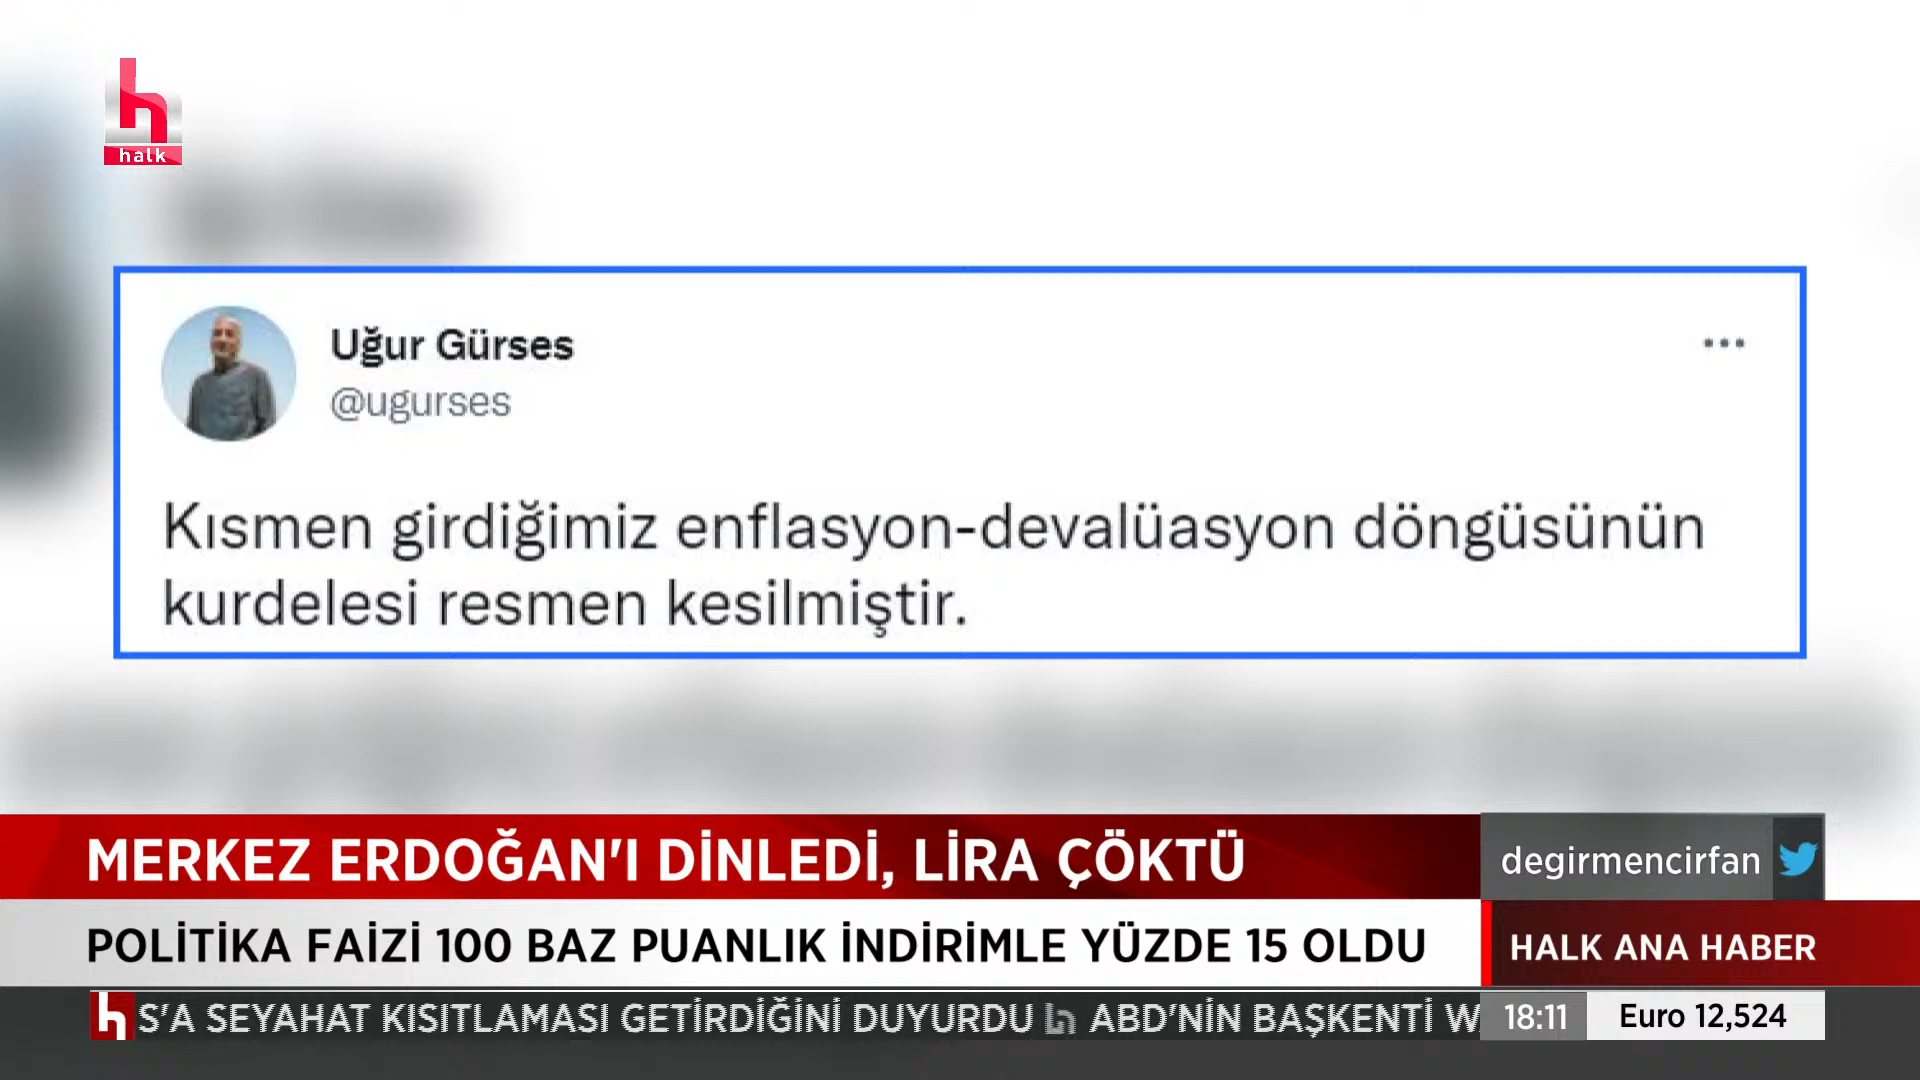 halk
Uğur Gürses
@ugurses
Kısmen girdiğimiz enflasyon-devalüasyon döngüsünün
kurdelesi resmen kesilmiştir.
MERKEZ ERDOĞAN'I DİNLEDİ, LİRA ÇÖKTÜ
degirmencirfan
POLİTİKA FAİZİ 100 BAZ PUANLIK İNDİRİMLE YÜZDE 15 OLDU
HALK ANA HABER
S'A SEYAHAT KISITLAMASI GETİRDİĞİNİ DUYURDU ABD'NİN BAŞKENTİ W
18:11
Euro 12,524